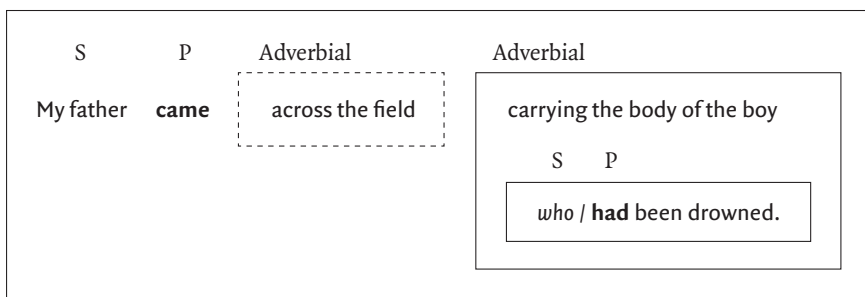 S P Adverbial Adverbial
My father came across the field carrying the body of the boy
S P
who / had been drowned.